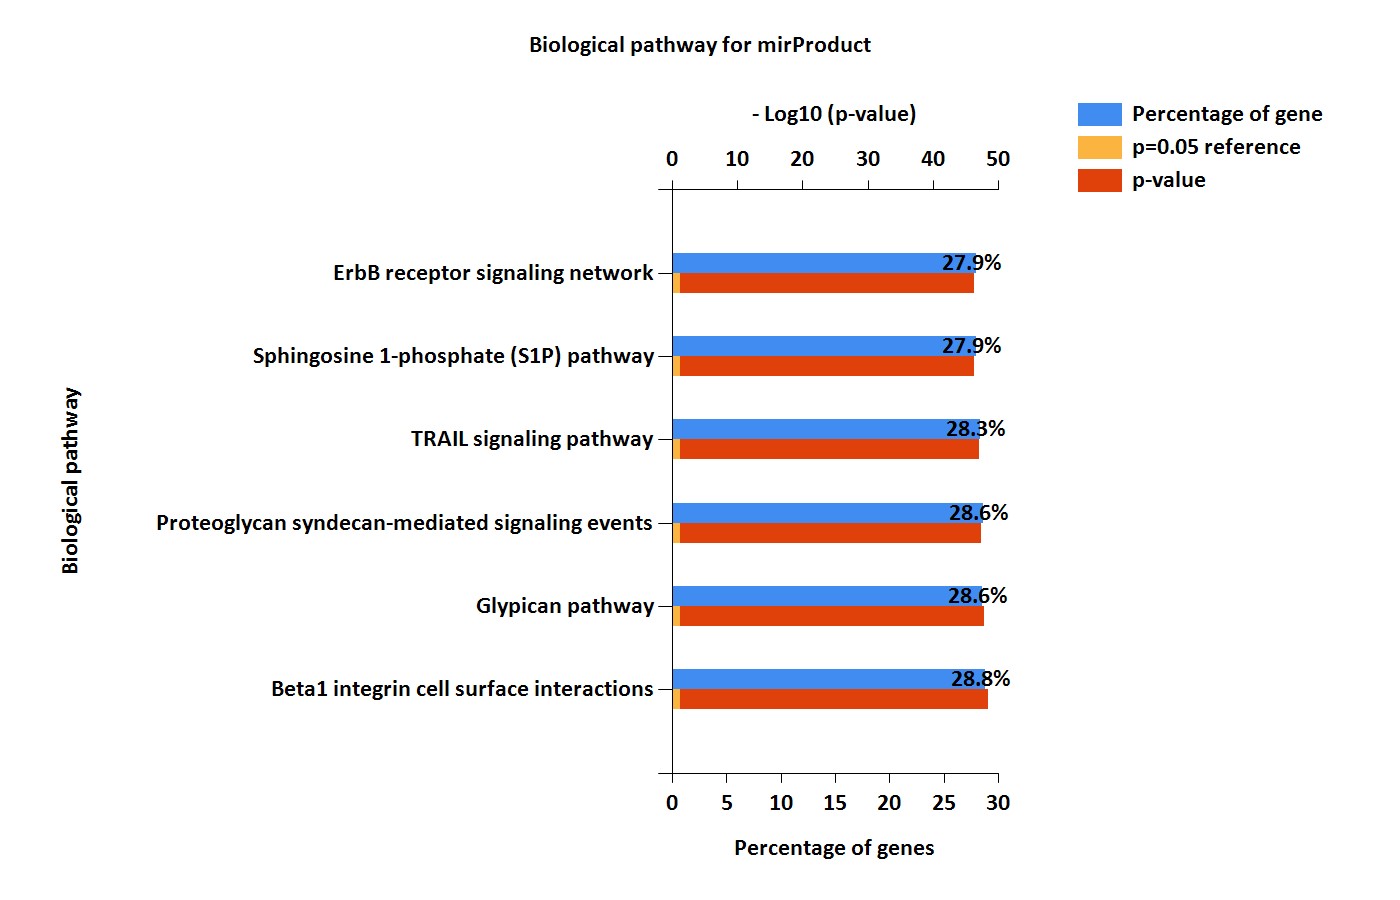 Biological pathway for mirProduct
- Log10 (p-value)
0 10 20 30 40 50
Percentage of gene
p=0.05 reference
p-value
ErbB receptor signaling network 27.9%
Sphingosine 1-phosphate (S1P) pathway 27.9%
TRAIL signaling pathway 28.3%
Proteoglycan syndecan-mediated signaling events 28.6%
Glypican pathway 28.6%
Beta1 integrin cell surface interactions 28.8%
Biological pathway
0 5 10 15 20 25 30
Percentage of genes